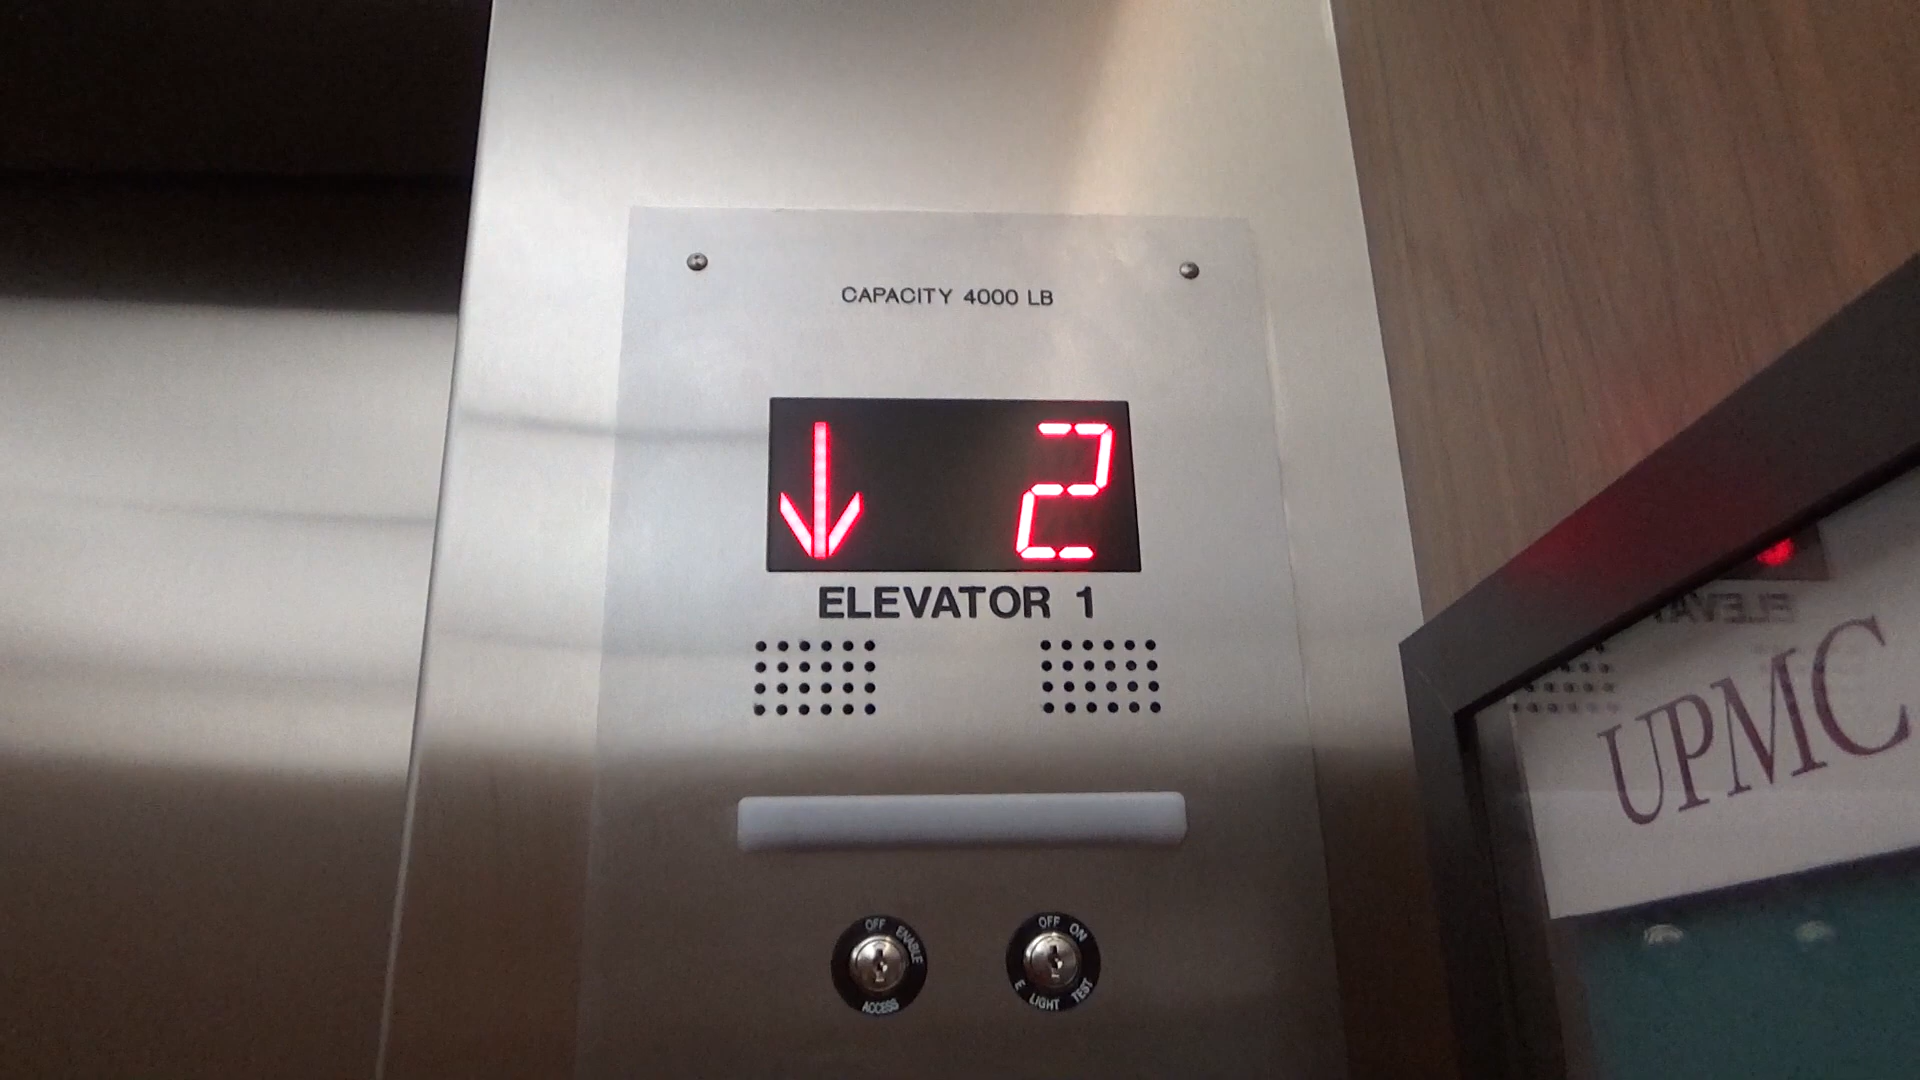 CAPACITY 4000 LB
2
ELEVATOR 1
UPMC
OFF ENABLE
ACCESS
OFF ON
E LIGHT TEST